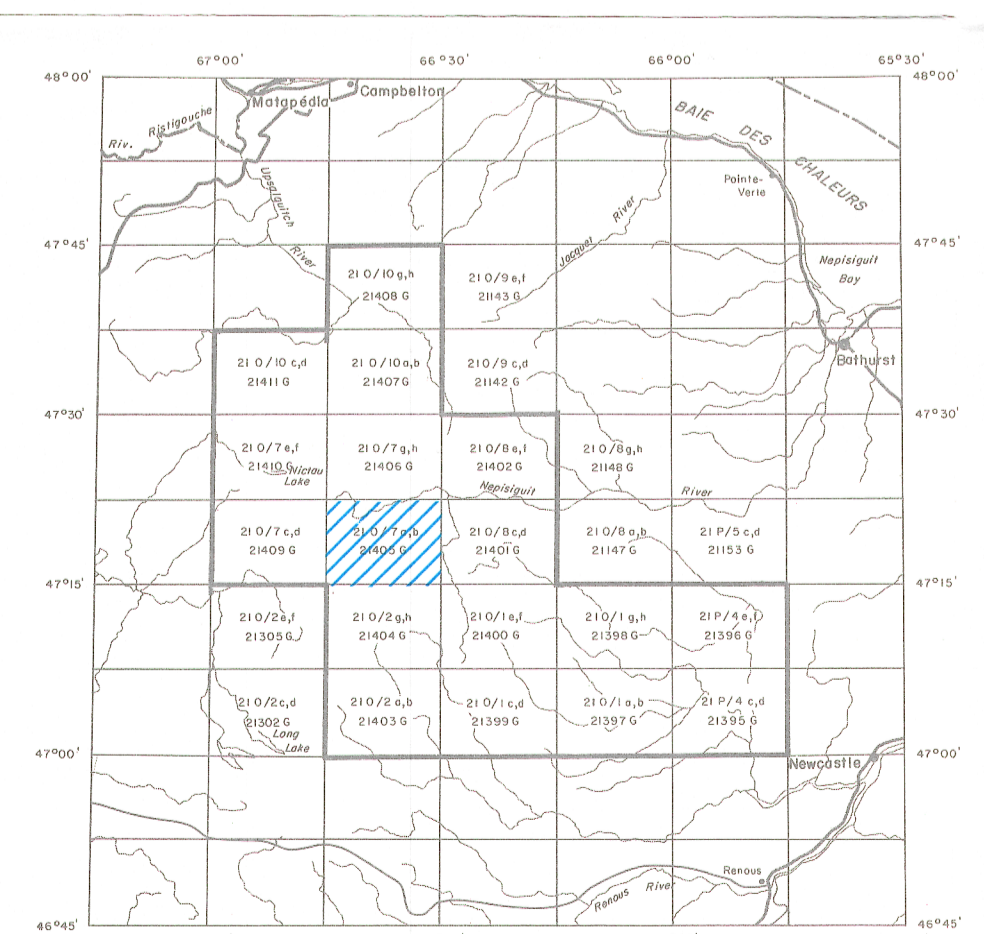 67°00' 66°30' 66°00' 65°30'
48°00' 48°00'
Campbellton
Matapédia
Riv. Ristigouche
BAIE DES CHALEURS
Pointe-
Verte
Upsalquitch
River
Jacquet River
47°45' 47°45'
Nepisiguit
Bay
21 O/10 g,h
21408 G
21 O/9 e,f
21143 G
Bathurst
21 O/10 c,d
21411 G
21 O/10 a,b
21407 G
21 O/9 c,d
21142 G
47°30' 47°30'
21 O/7 e,f
21410 G
Nictau
Lake
21 O/7 g,h
21406 G
21 O/8 e,f
21402 G
21 O/8 g,h
21148 G
Nepisiguit River
21 O/7 c,d
21409 G
21 O/7 a,b
21405 G
21 O/8 c,d
21401 G
21 O/8 a,b
21147 G
21 P/5 c,d
21153 G
47°15' 47°15'
21 O/2 e,f
21305 G
21 O/2 g,h
21404 G
21 O/1 e,f
21400 G
21 O/1 g,h
21398 G
21 P/4 e,f
21396 G
21 O/2 c,d
21302 G
Long
Lake
21 O/2 a,b
21403 G
21 O/1 c,d
21399 G
21 O/1 a,b
21397 G
21 P/4 c,d
21395 G
47°00' 47°00'
Newcastle
Renous
Renous River
46°45' 46°45'